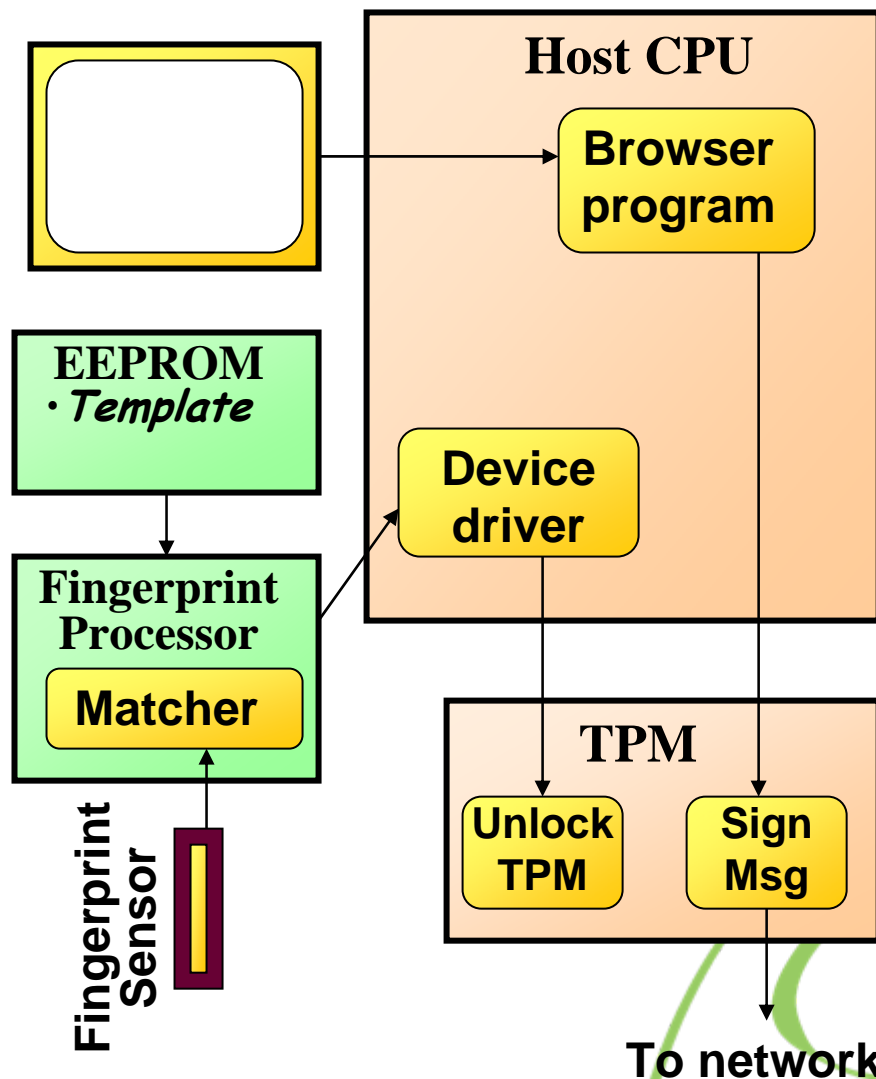 Host CPU
Browser
program
EEPROM
• Template
Device
driver
Fingerprint
Processor
Matcher
TPM
Unlock
TPM
Sign
Msg
Fingerprint
Sensor
To network